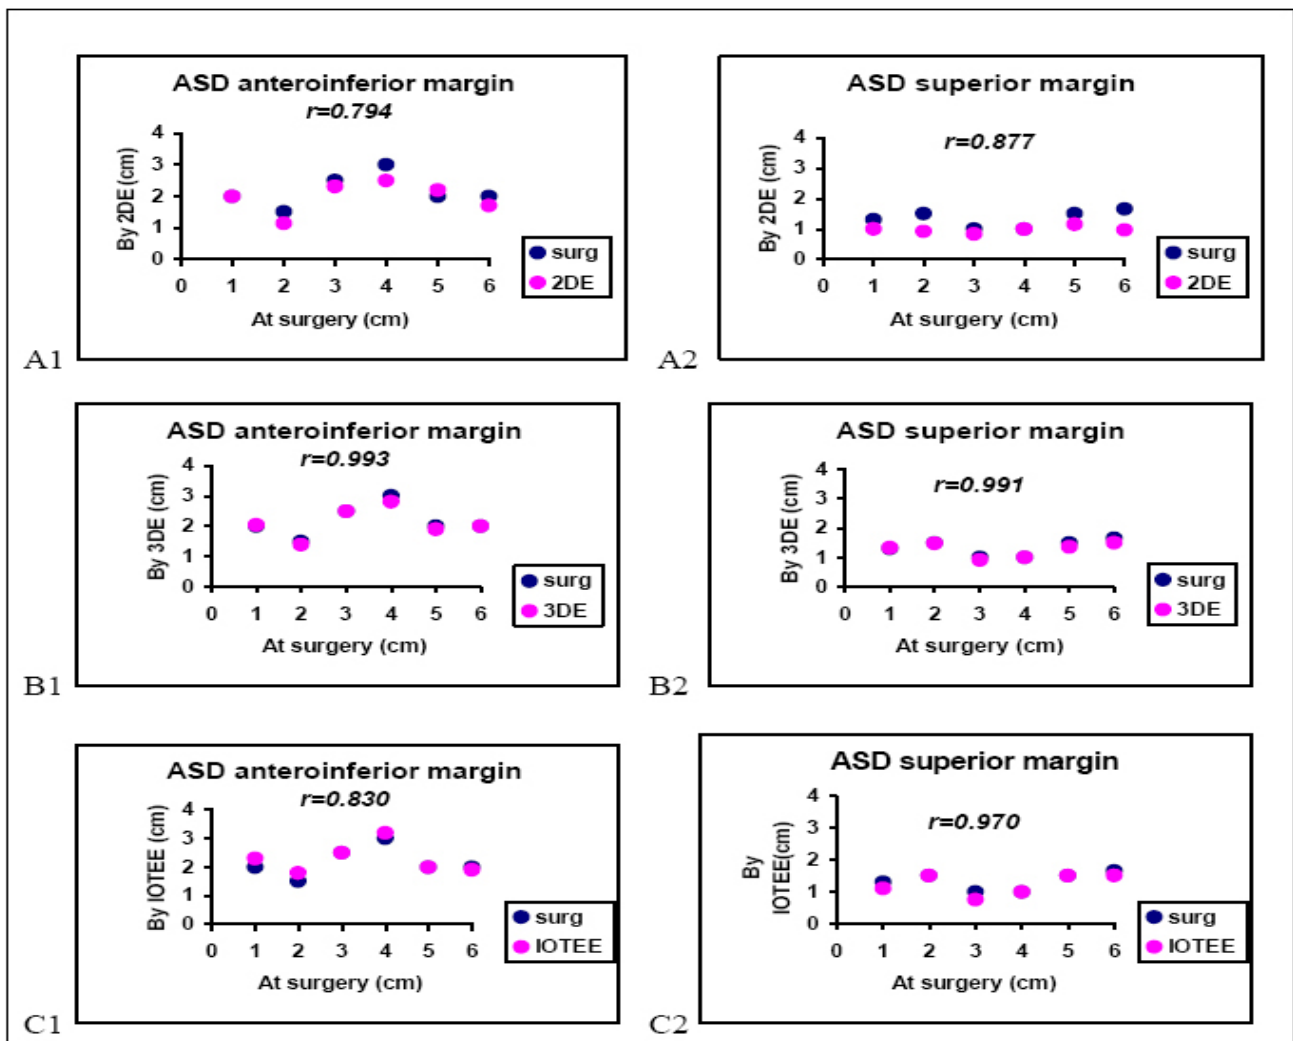 ASD anteroinferior margin
r=0.794
By 2DE (cm)
4
3
2
1
0
0 1 2 3 4 5 6
At surgery (cm)
surg
2DE
A1
ASD superior margin
r=0.877
By 2DE (cm)
4
3
2
1
0
0 1 2 3 4 5 6
At surgery (cm)
surg
2DE
A2
ASD anteroinferior margin
r=0.993
By 3DE (cm)
4
3
2
1
0
0 1 2 3 4 5 6
At surgery (cm)
surg
3DE
B1
ASD superior margin
r=0.991
By 3DE (cm)
4
3
2
1
0
0 1 2 3 4 5 6
At surgery (cm)
surg
3DE
B2
ASD anteroinferior margin
r=0.830
By IOTEE (cm)
4
3
2
1
0
0 1 2 3 4 5 6
At surgery (cm)
surg
IOTEE
C1
ASD superior margin
r=0.970
By
IOTEE(cm)
4
3
2
1
0
0 1 2 3 4 5 6
At surgery (cm)
surg
IOTEE
C2